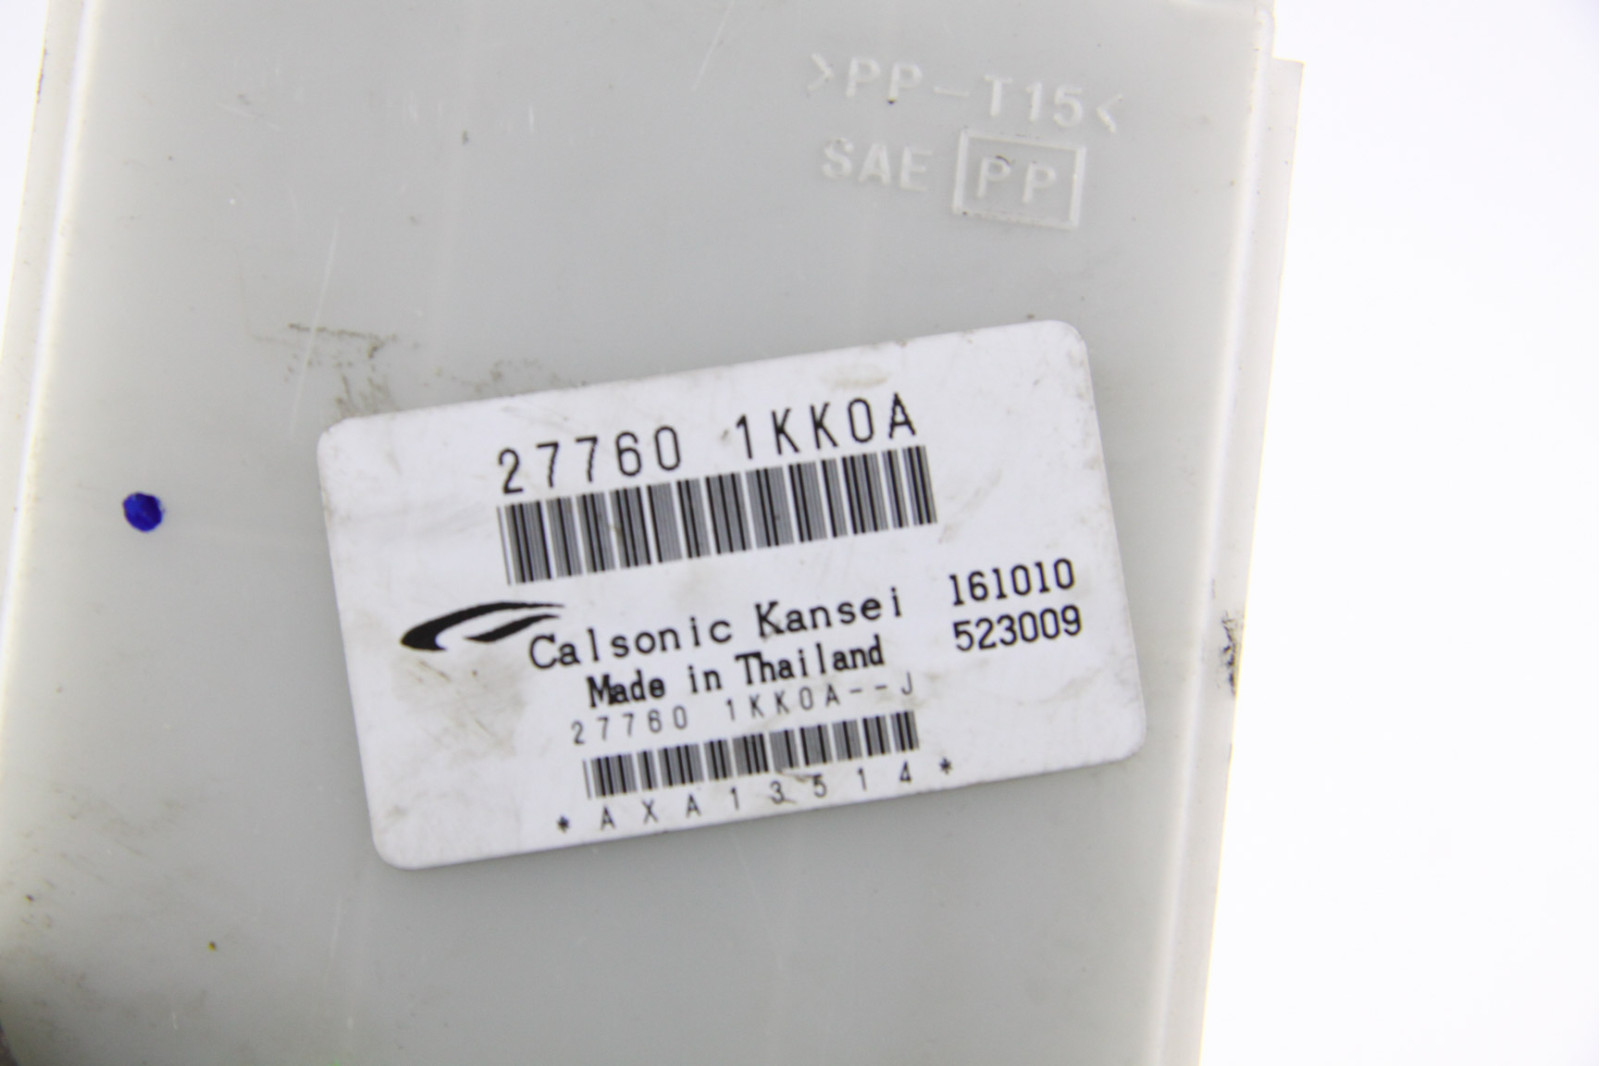 >PP-T15<
SAE PP
27760 1KK0A
Calsonic Kansei 161010
Made in Thailand 523009
27760 1KK0A--J
*AXA13514*